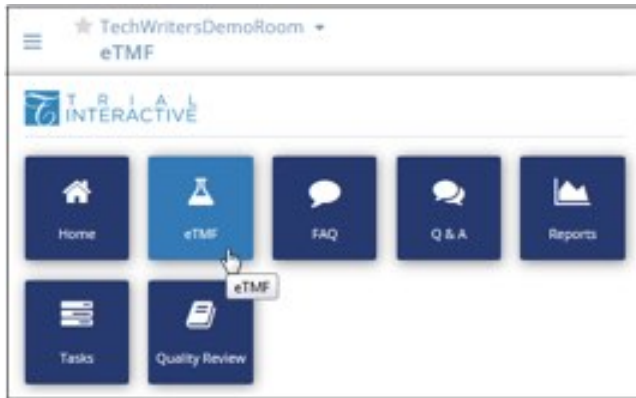 TechWritersDemoRoom
eTMF
TRIAL
INTERACTIVE
Home
eTMF
FAQ
Q & A
Reports
eTMF
Tasks
Quality Review